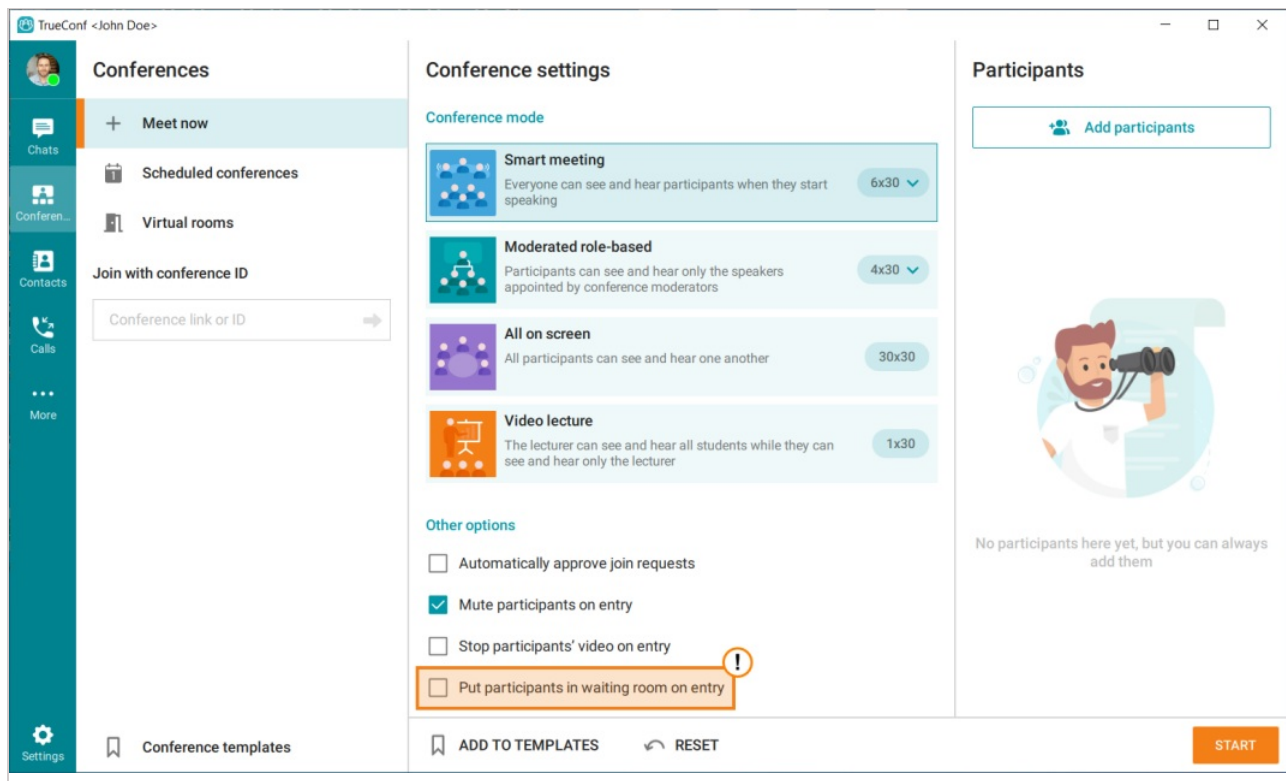 TrueConf <John Doe>
Chats
Conferen...
Contacts
Calls
More
Settings
Conferences
Meet now
1
Scheduled conferences
Virtual rooms
Join with conference ID
Conference link or ID
Conference templates
Conference settings
Conference mode
Smart meeting
Everyone can see and hear participants when they start
speaking
6x30
Moderated role-based
Participants can see and hear only the speakers
appointed by conference moderators
4x30
All on screen
All participants can see and hear one another
30x30
Video lecture
The lecturer can see and hear all students while they can
see and hear only the lecturer
1x30
Other options
Automatically approve join requests
Mute participants on entry
Stop participants' video on entry
!
Put participants in waiting room on entry
ADD TO TEMPLATES
RESET
Participants
Add participants
No participants here yet, but you can always
add them
START